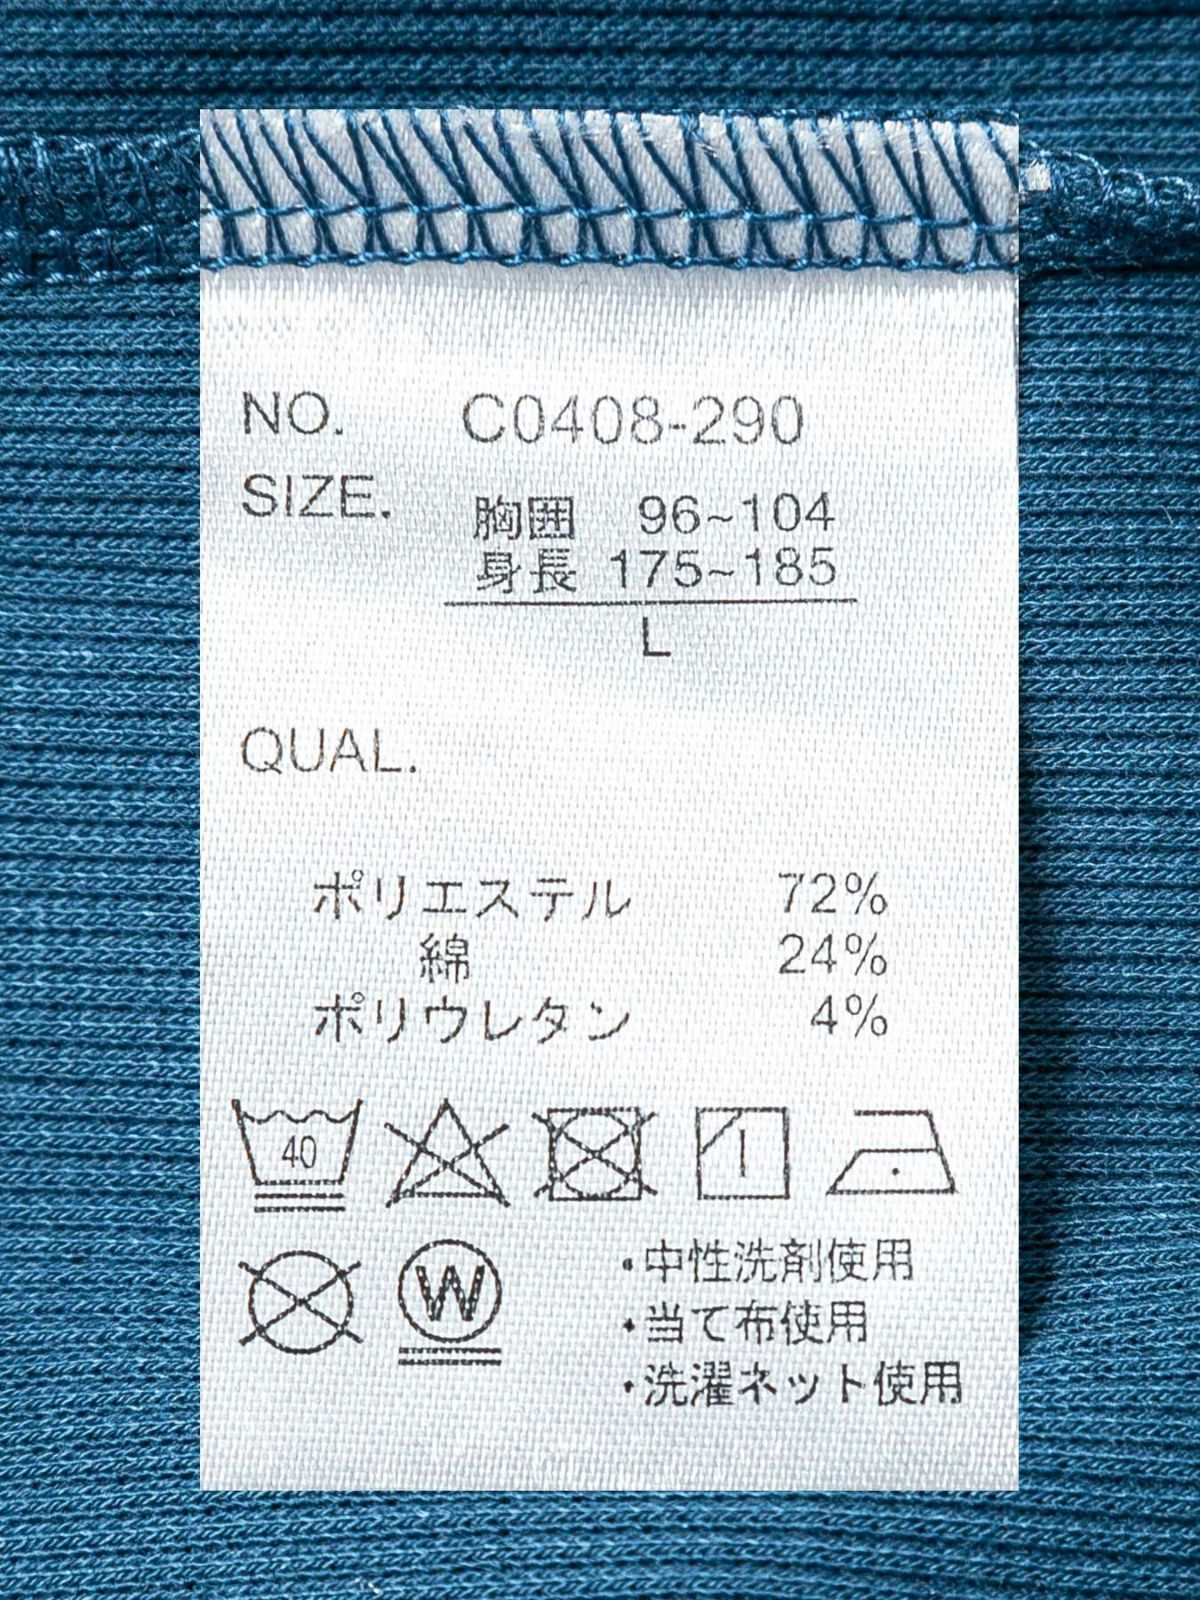 NO. C0408-290
SIZE. 胸囲 96~104
身長 175~185
L
QUAL.
ポリエステル 72%
綿 24%
ポリウレタン 4%
40
W
・中性洗剤使用
・当て布使用
・洗濯ネット使用